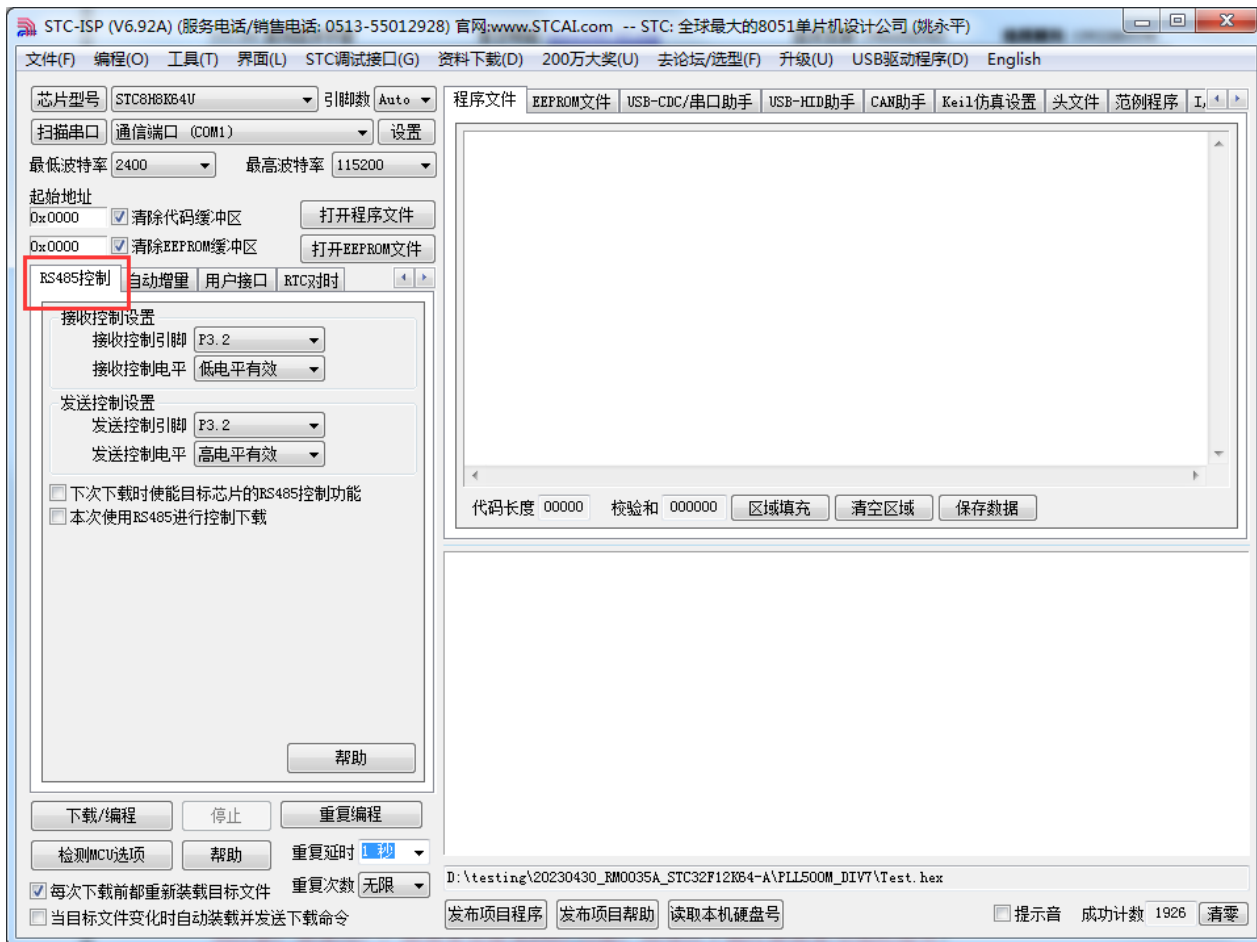 STC-ISP (V6.92A) (服务电话/销售电话: 0513-55012928) 官网:www.STCAI.com -- STC: 全球最大的8051单片机设计公司 (姚永平)
文件(F) 编程(O) 工具(T) 界面(L) STC调试接口(G) 资料下载(D) 200万大奖(U) 去论坛/选型(F) 升级(U) USB驱动程序(D) English
芯片型号 STC8H8K64U 引脚数 Auto
扫描串口 通信端口 (COM1) 设置
最低波特率 2400 最高波特率 115200
起始地址
0x0000 清除代码缓冲区 打开程序文件
0x0000 清除EEPROM缓冲区 打开EEPROM文件
RS485控制 自动增量 用户接口 RTC对时
接收控制设置
接收控制引脚 P3.2
接收控制电平 低电平有效
发送控制设置
发送控制引脚 P3.2
发送控制电平 高电平有效
下次下载时使能目标芯片的RS485控制功能
本次使用RS485进行控制下载
帮助
下载/编程 停止 重复编程
检测MCU选项 帮助 重复延时 1 秒
每次下载前都重新装载目标文件 重复次数 无限
当目标文件变化时自动装载并发送下载命令
程序文件 EEPROM文件 USB-CDC/串口助手 USB-HID助手 CAN助手 Keil仿真设置 头文件 范例程序
代码长度 00000 校验和 000000 区域填充 清空区域 保存数据
D:\testing\20230430_RM0035A_STC32F12K64-A\PLL500M_DIV7\Test.hex
发布项目程序 发布项目帮助 读取本机硬盘号 提示音 成功计数 1926 清零